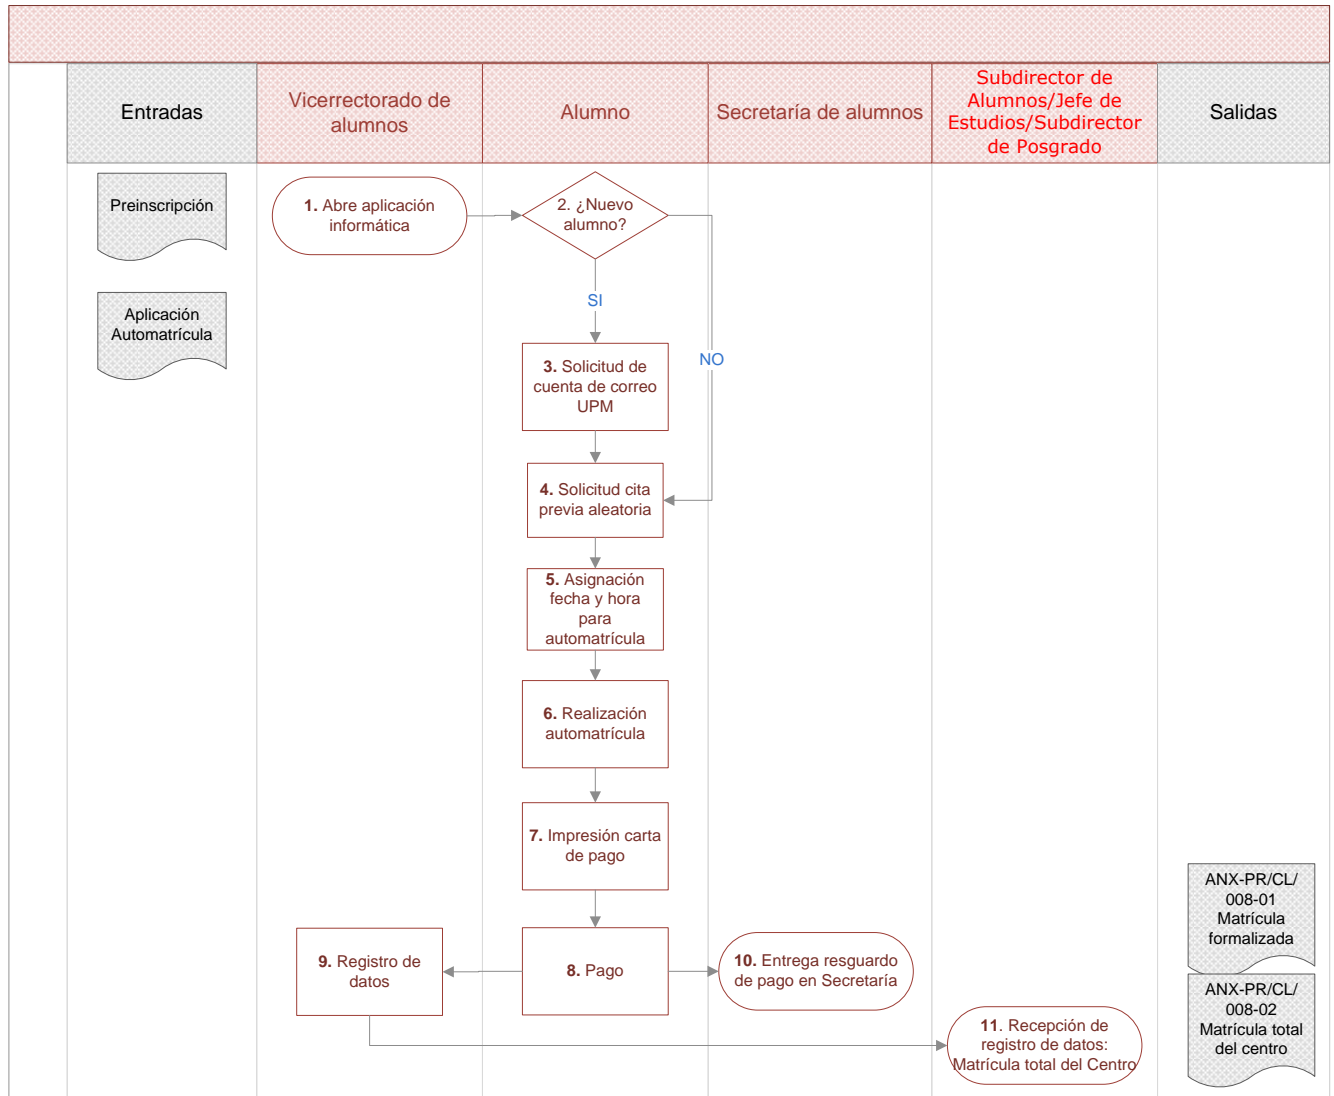 Entradas
Vicerrectorado de
alumnos
Alumno
Secretaría de alumnos
Subdirector de
Alumnos/Jefe de
Estudios/Subdirector
de Posgrado
Salidas
Preinscripción
1. Abre aplicación
informática
2. ¿Nuevo
alumno?
SI
NO
Aplicación
Automatrícula
3. Solicitud de
cuenta de correo
UPM
4. Solicitud cita
previa aleatoria
5. Asignación
fecha y hora
para
automatrícula
6. Realización
automatrícula
7. Impresión carta
de pago
8. Pago
9. Registro de
datos
10. Entrega resguardo
de pago en Secretaría
11. Recepción de
registro de datos:
Matrícula total del Centro
ANX-PR/CL/
008-01
Matrícula
formalizada
ANX-PR/CL/
008-02
Matrícula total
del centro